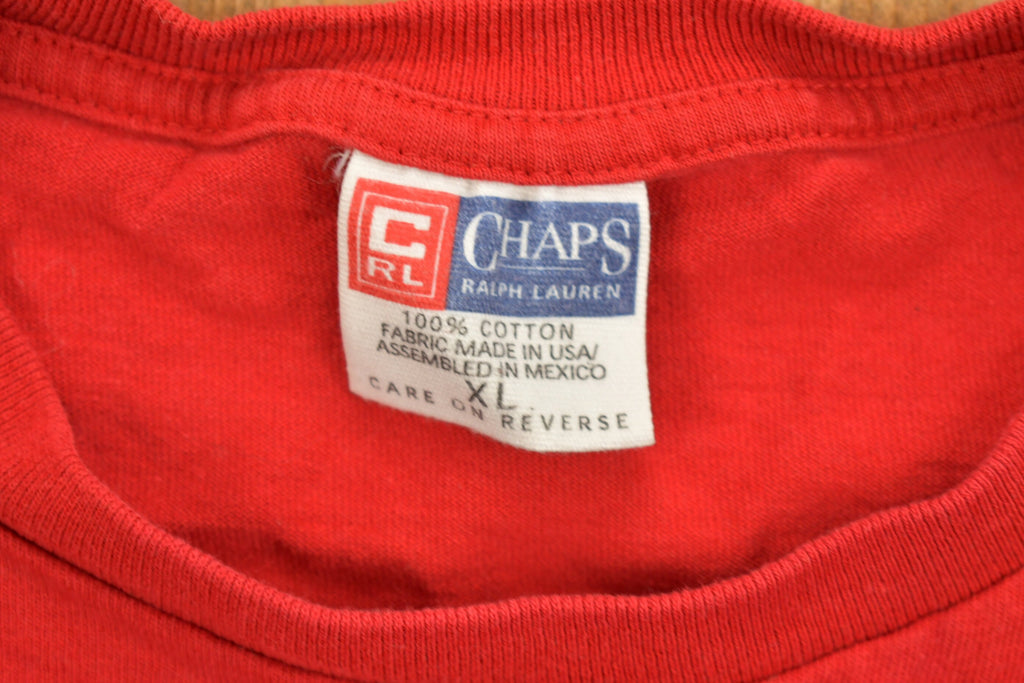 C
RL
CHAPS
RALPH LAUREN
100% COTTON
FABRIC MADE IN USA/
ASSEMBLED IN MEXICO
XL
CARE ON REVERSE